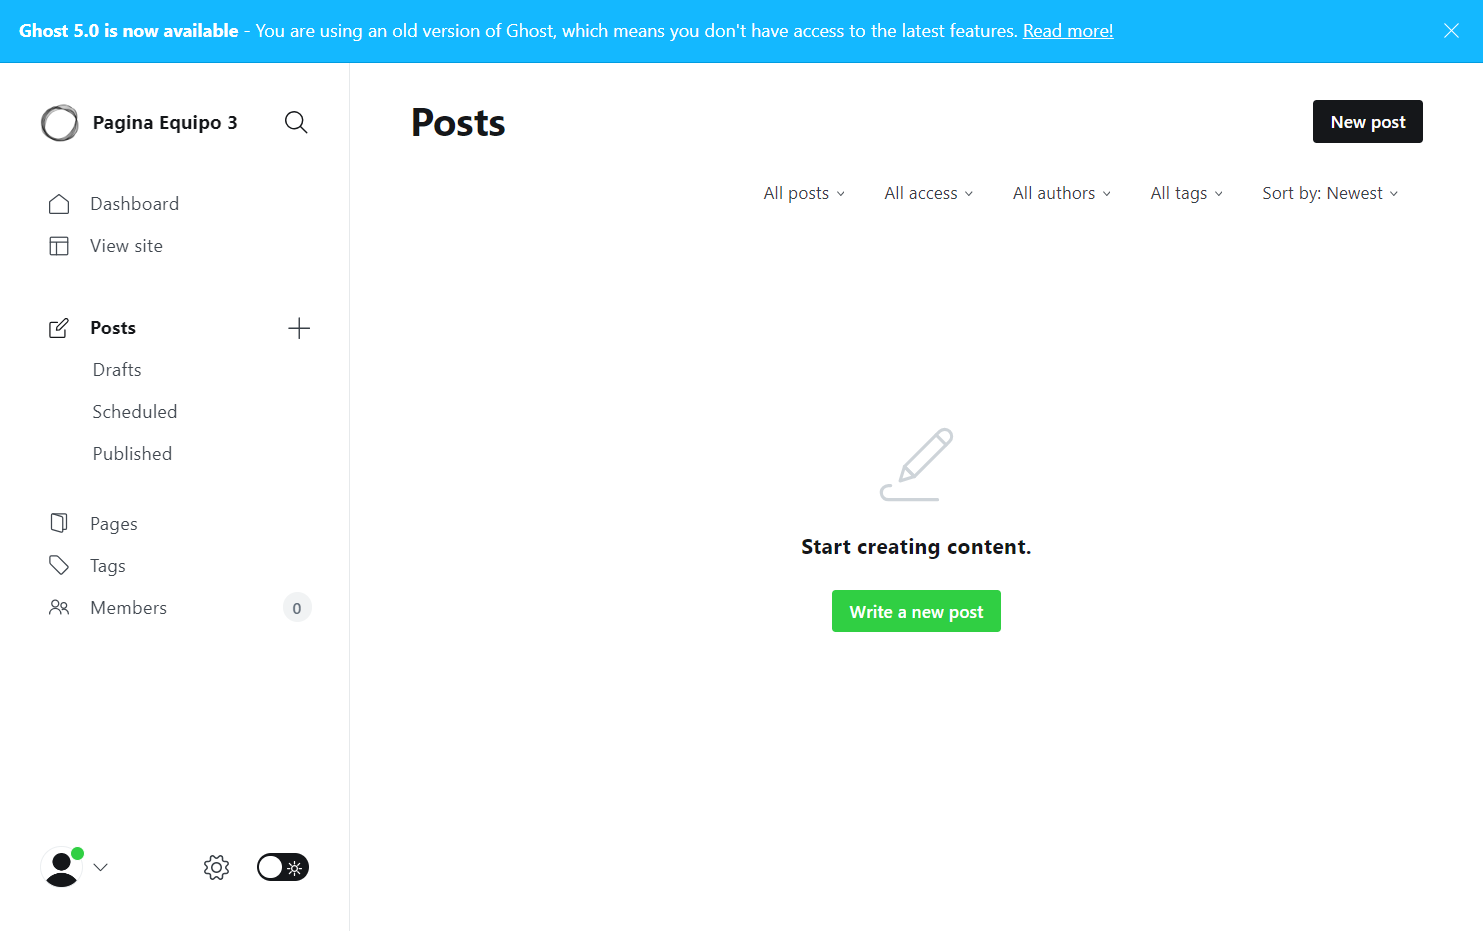 Ghost 5.0 is now available - You are using an old version of Ghost, which means you don't have access to the latest features. Read more!
Pagina Equipo 3
Dashboard
View site
Posts
Drafts
Scheduled
Published
Pages
Tags
Members 0
Posts
New post
All posts All access All authors All tags Sort by: Newest
Start creating content.
Write a new post